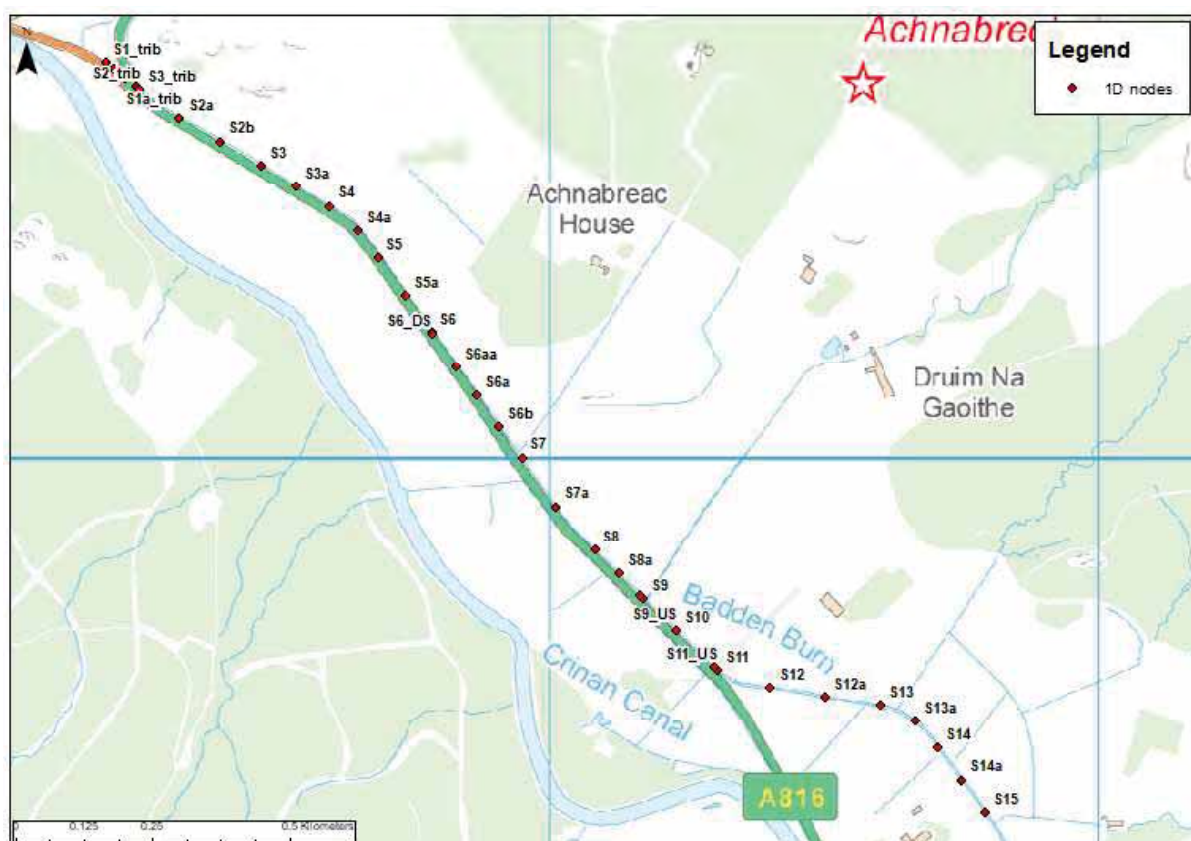 Achnabreac
Legend
1D nodes
N
S1_trib
S2_trib
S3_trib
S1a_trib
S2a
S2b
S3
S3a
S4
S4a
S5
S5a
S6_DS
S6
S6aa
S6a
S6b
S7
S7a
S8
S8a
S9
S9_US
S10
S11_US
S11
S12
S12a
S13
S13a
S14
S14a
S15
Achnabreac
House
Druim Na
Gaoithe
Badden Burn
Crinan Canal
A816
0 0.125 0.25 0.5 Kilometers